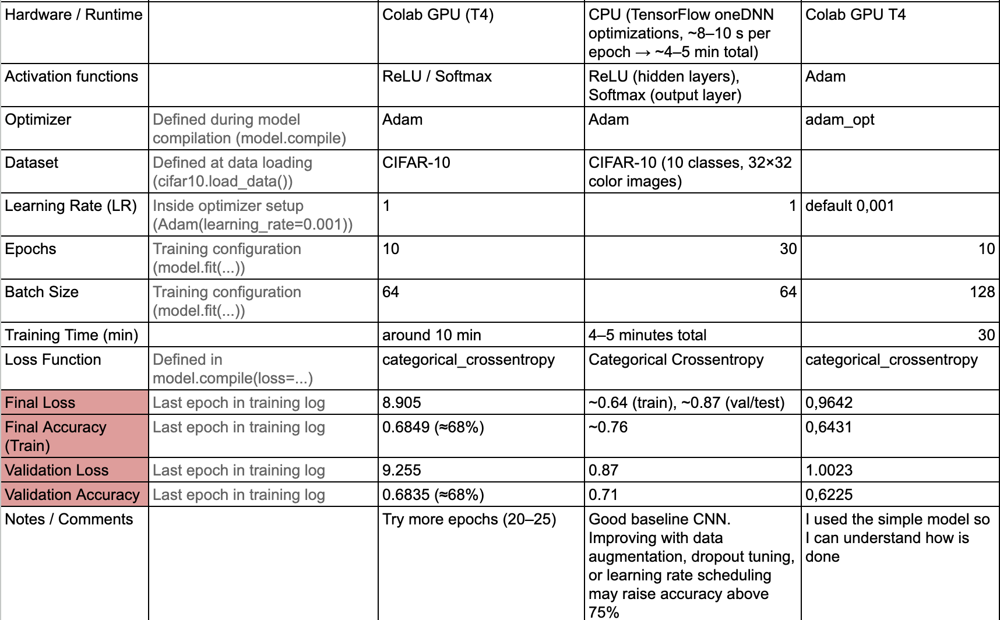 Hardware / Runtime
Colab GPU (T4)
CPU (TensorFlow oneDNN
optimizations, ~8–10 s per
epoch → ~4–5 min total)
Colab GPU T4
Activation functions
ReLU / Softmax
ReLU (hidden layers),
Softmax (output layer)
Adam
Optimizer
Defined during model
compilation (model.compile)
Adam
Adam
adam_opt
Dataset
Defined at data loading
(cifar10.load_data())
CIFAR-10
CIFAR-10 (10 classes, 32×32
color images)
Learning Rate (LR)
Inside optimizer setup
(Adam(learning_rate=0.001))
1
1
default 0,001
Epochs
Training configuration
(model.fit(...))
10
30
10
Batch Size
Training configuration
(model.fit(...))
64
64
128
Training Time (min)
around 10 min
4–5 minutes total
30
Loss Function
Defined in
model.compile(loss=...)
categorical_crossentropy
Categorical Crossentropy
categorical_crossentropy
Final Loss
Last epoch in training log
8.905
~0.64 (train), ~0.87 (val/test)
0,9642
Final Accuracy
(Train)
Last epoch in training log
0.6849 (≈68%)
~0.76
0,6431
Validation Loss
Last epoch in training log
9.255
0.87
1.0023
Validation Accuracy
Last epoch in training log
0.6835 (≈68%)
0.71
0,6225
Notes / Comments
Try more epochs (20–25)
Good baseline CNN.
Improving with data
augmentation, dropout tuning,
or learning rate scheduling
may raise accuracy above
75%
I used the simple model so
I can understand how is
done